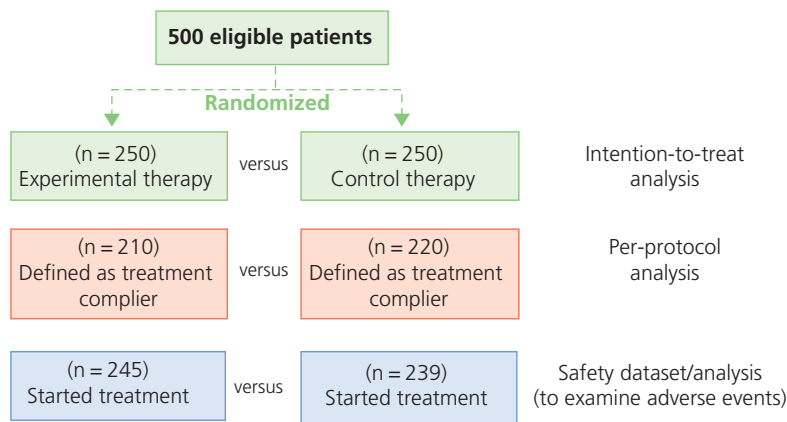 500 eligible patients
Randomized
(n = 250)
Experimental therapy
versus
(n = 250)
Control therapy
Intention-to-treat
analysis
(n = 210)
Defined as treatment
complier
versus
(n = 220)
Defined as treatment
complier
Per-protocol
analysis
(n = 245)
Started treatment
versus
(n = 239)
Started treatment
Safety dataset/analysis
(to examine adverse events)